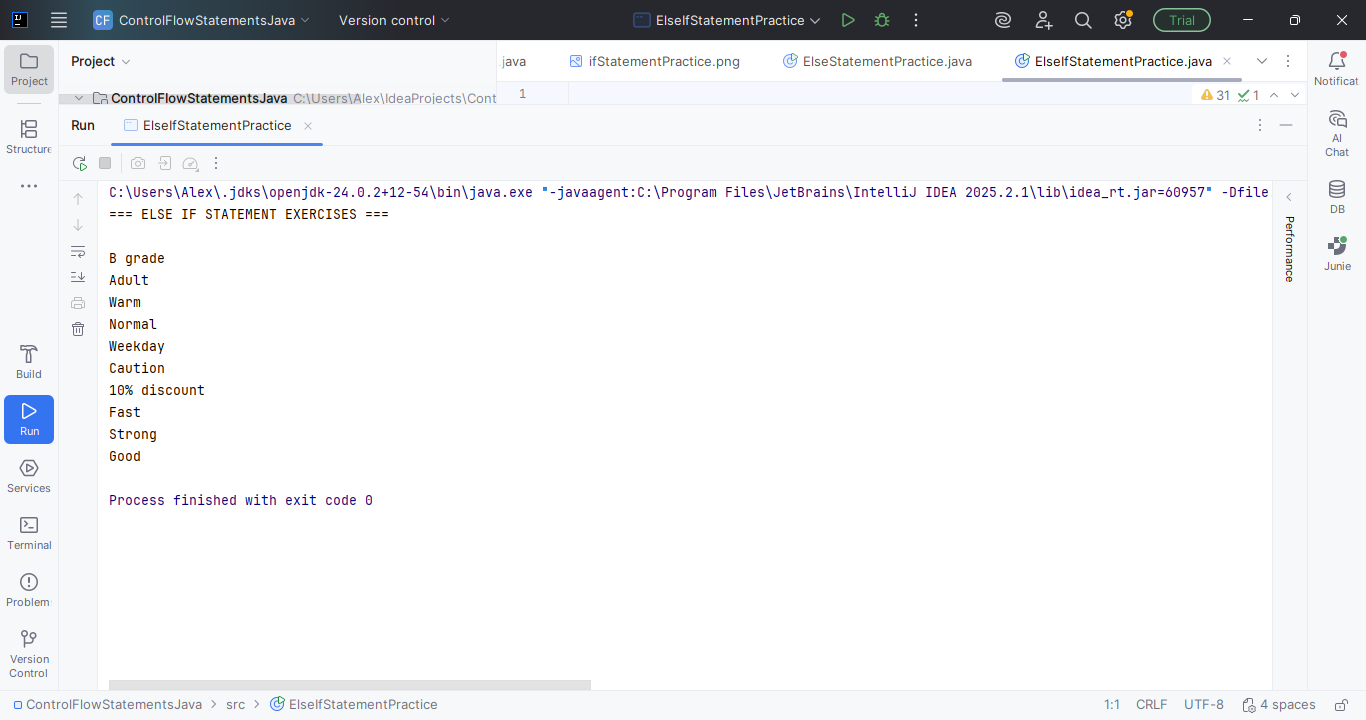 CF ControlFlowStatementsJava Version control ElseIfStatementPractice Trial
Project
Structure
Build
Run
Services
Terminal
Problem
Version
Control
Project
.java ifStatementPractice.png ElseStatementPractice.java ElseIfStatementPractice.java
ControlFlowStatementsJava C:\Users\Alex\IdeaProjects\Cont
1
31 1
Run ElseIfStatementPractice
C:\Users\Alex\.jdks\openjdk-24.0.2+12-54\bin\java.exe "-javaagent:C:\Program Files\JetBrains\IntelliJ IDEA 2025.2.1\lib\idea_rt.jar=60957" -Dfile
=== ELSE IF STATEMENT EXERCISES ===
B grade
Adult
Warm
Normal
Weekday
Caution
10% discount
Fast
Strong
Good
Process finished with exit code 0
Performance
Notificat
AI
Chat
DB
Junie
ControlFlowStatementsJava > src > ElseIfStatementPractice
1:1 CRLF UTF-8 4 spaces